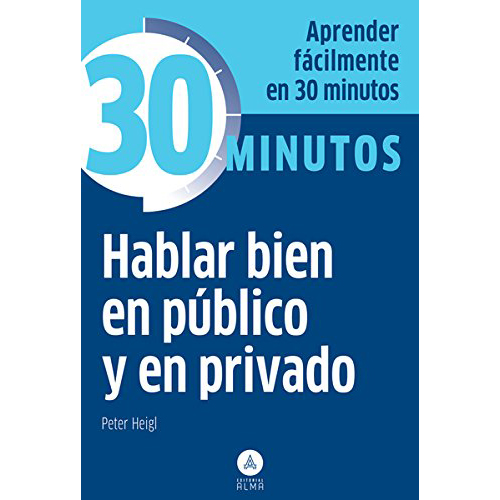 Aprender
fácilmente
en 30 minutos
30 MINUTOS
Hablar bien
en público
y en privado
Peter Heigl
EDITORIAL
ALMA